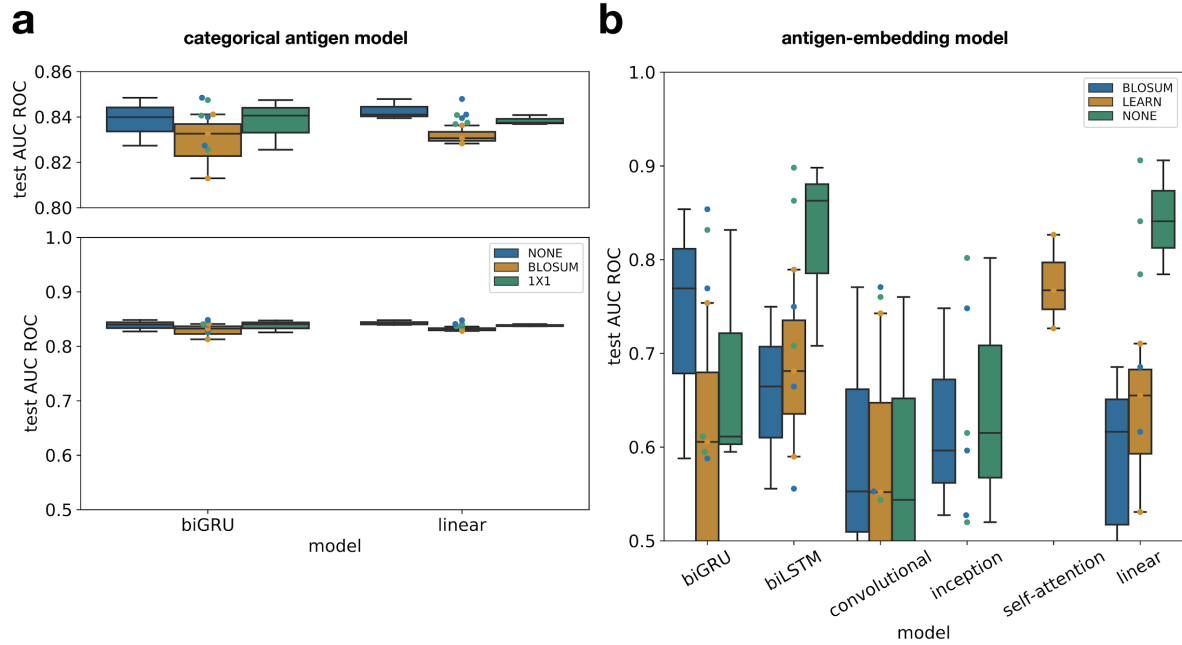 a
categorical antigen model
0.86
0.84
0.82
0.80
test AUC ROC
1.0
0.9
0.8
0.7
0.6
0.5
test AUC ROC
NONE
BLOSUM
1X1
biGRU
linear
model
b
antigen-embedding model
1.0
0.9
0.8
0.7
0.6
0.5
test AUC ROC
BLOSUM
LEARN
NONE
biGRU
biLSTM
convolutional
inception
self-attention
linear
model